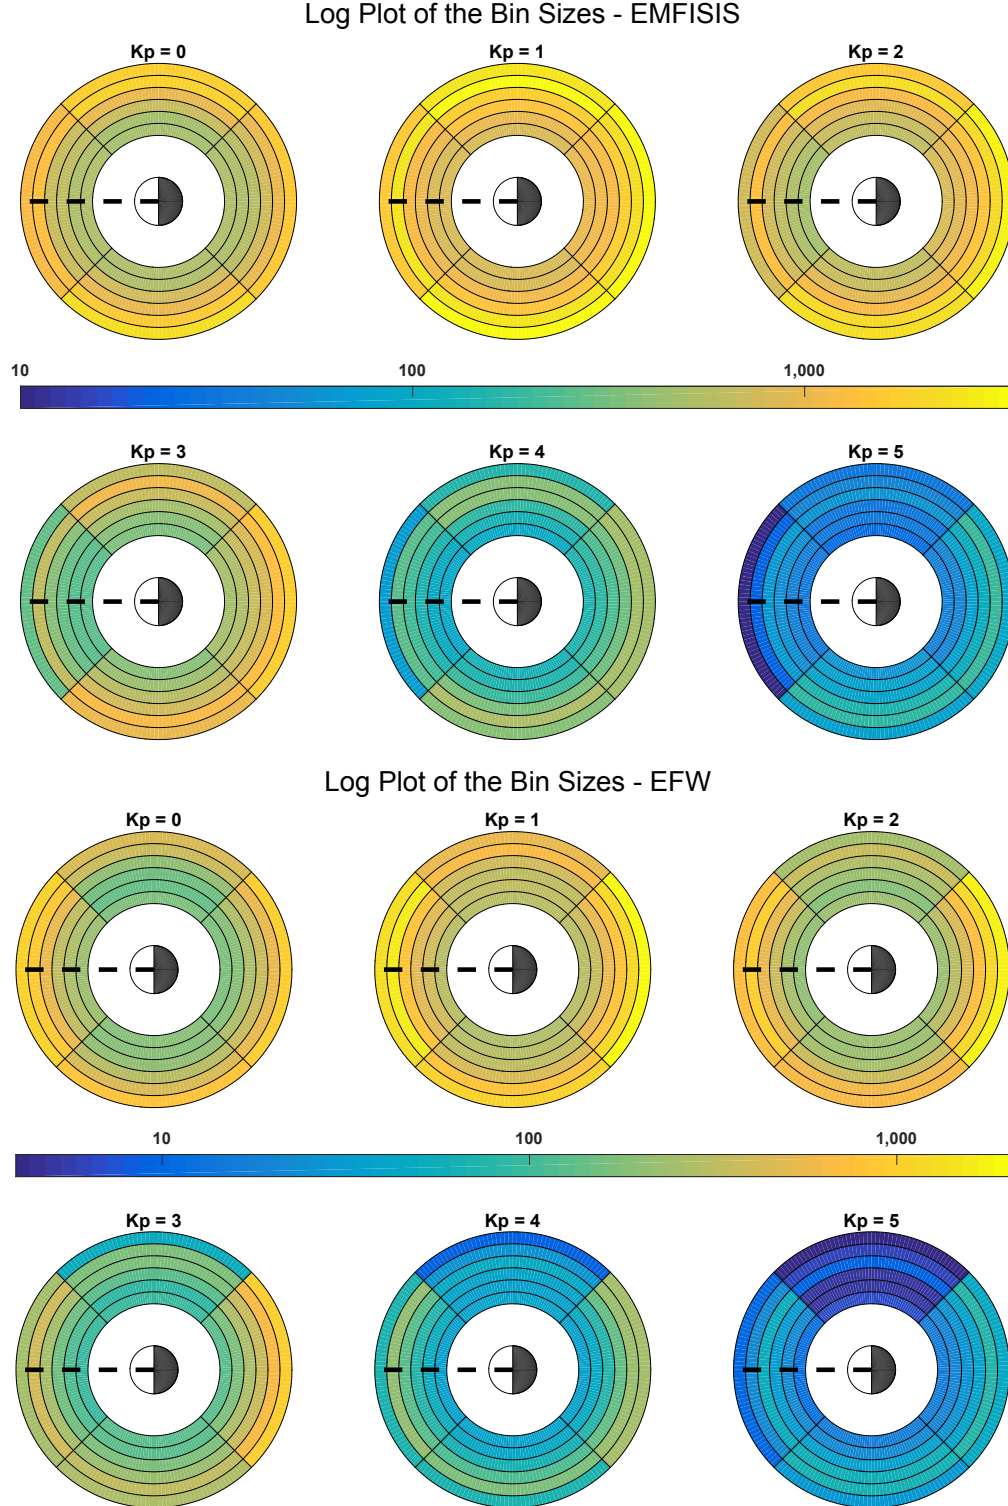 Log Plot of the Bin Sizes - EMFISIS
Kp = 0
Kp = 1
Kp = 2
10
100
1,000
Kp = 3
Kp = 4
Kp = 5
Log Plot of the Bin Sizes - EFW
Kp = 0
Kp = 1
Kp = 2
10
100
1,000
Kp = 3
Kp = 4
Kp = 5